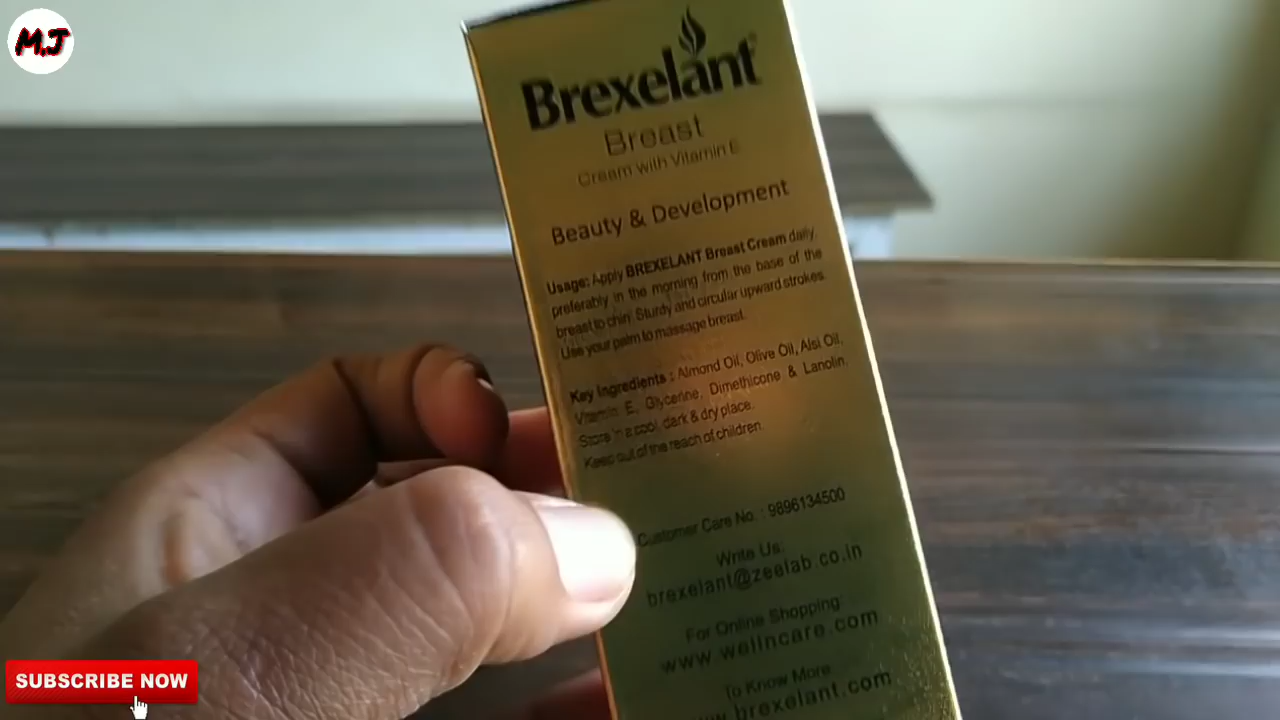 M.J
Brexelant
Breast
Cream with Vitamin E
Beauty & Development
Usage: Apply BREXELANT Breast Cream daily,
preferably in the morning from the base of the
breast to chin. Sturdy and circular upward strokes.
Use your palm to massage breast.
Key Ingredients : Almond Oil, Olive Oil, Alsi Oil,
Vitamin E, Glycerine, Dimethicone & Lanolin.
Store in a cool, dark & dry place.
Keep out of the reach of children.
Customer Care No. : 9896134500
Write Us:
brexelant@zeelab.co.in
For Online Shopping:
www.wellncare.com
To Know More
www.brexelant.com
SUBSCRIBE NOW